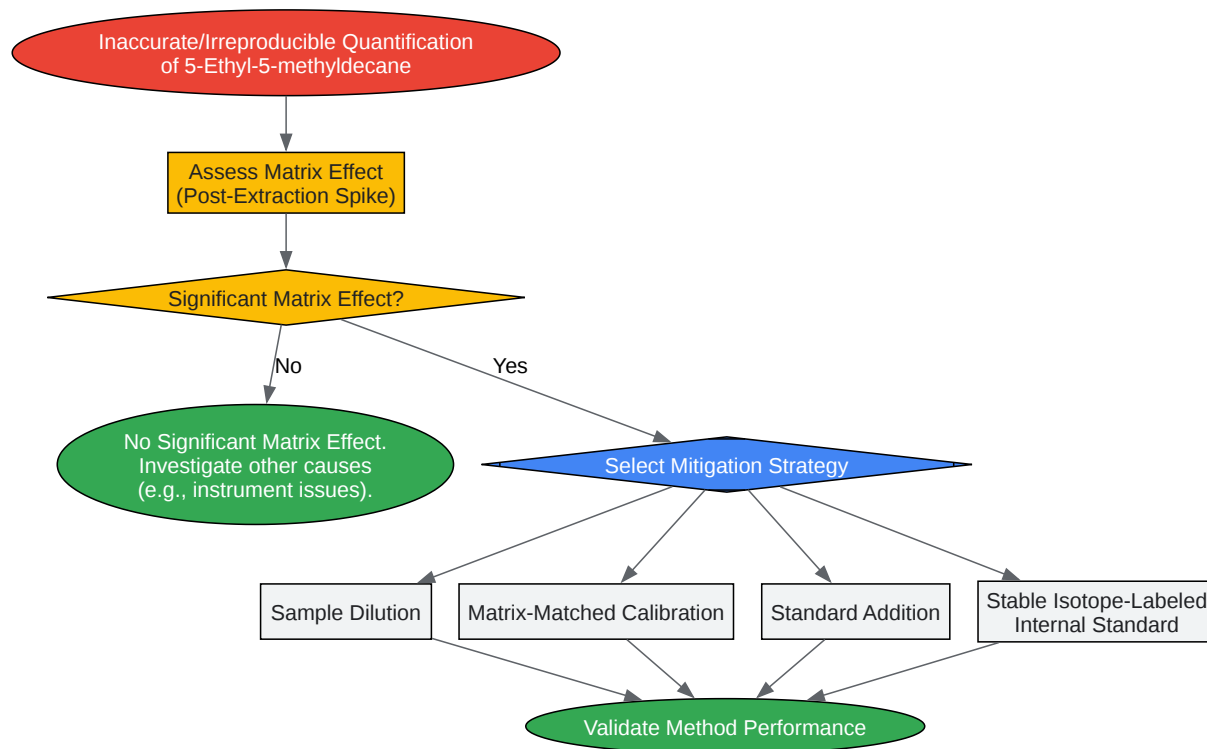 Inaccurate/Irreproducible Quantification
of 5-Ethyl-5-methyldecane
Assess Matrix Effect
(Post-Extraction Spike)
Significant Matrix Effect?
No
Yes
No Significant Matrix Effect.
Investigate other causes
(e.g., instrument issues).
Select Mitigation Strategy
Sample Dilution
Matrix-Matched Calibration
Standard Addition
Stable Isotope-Labeled
Internal Standard
Validate Method Performance